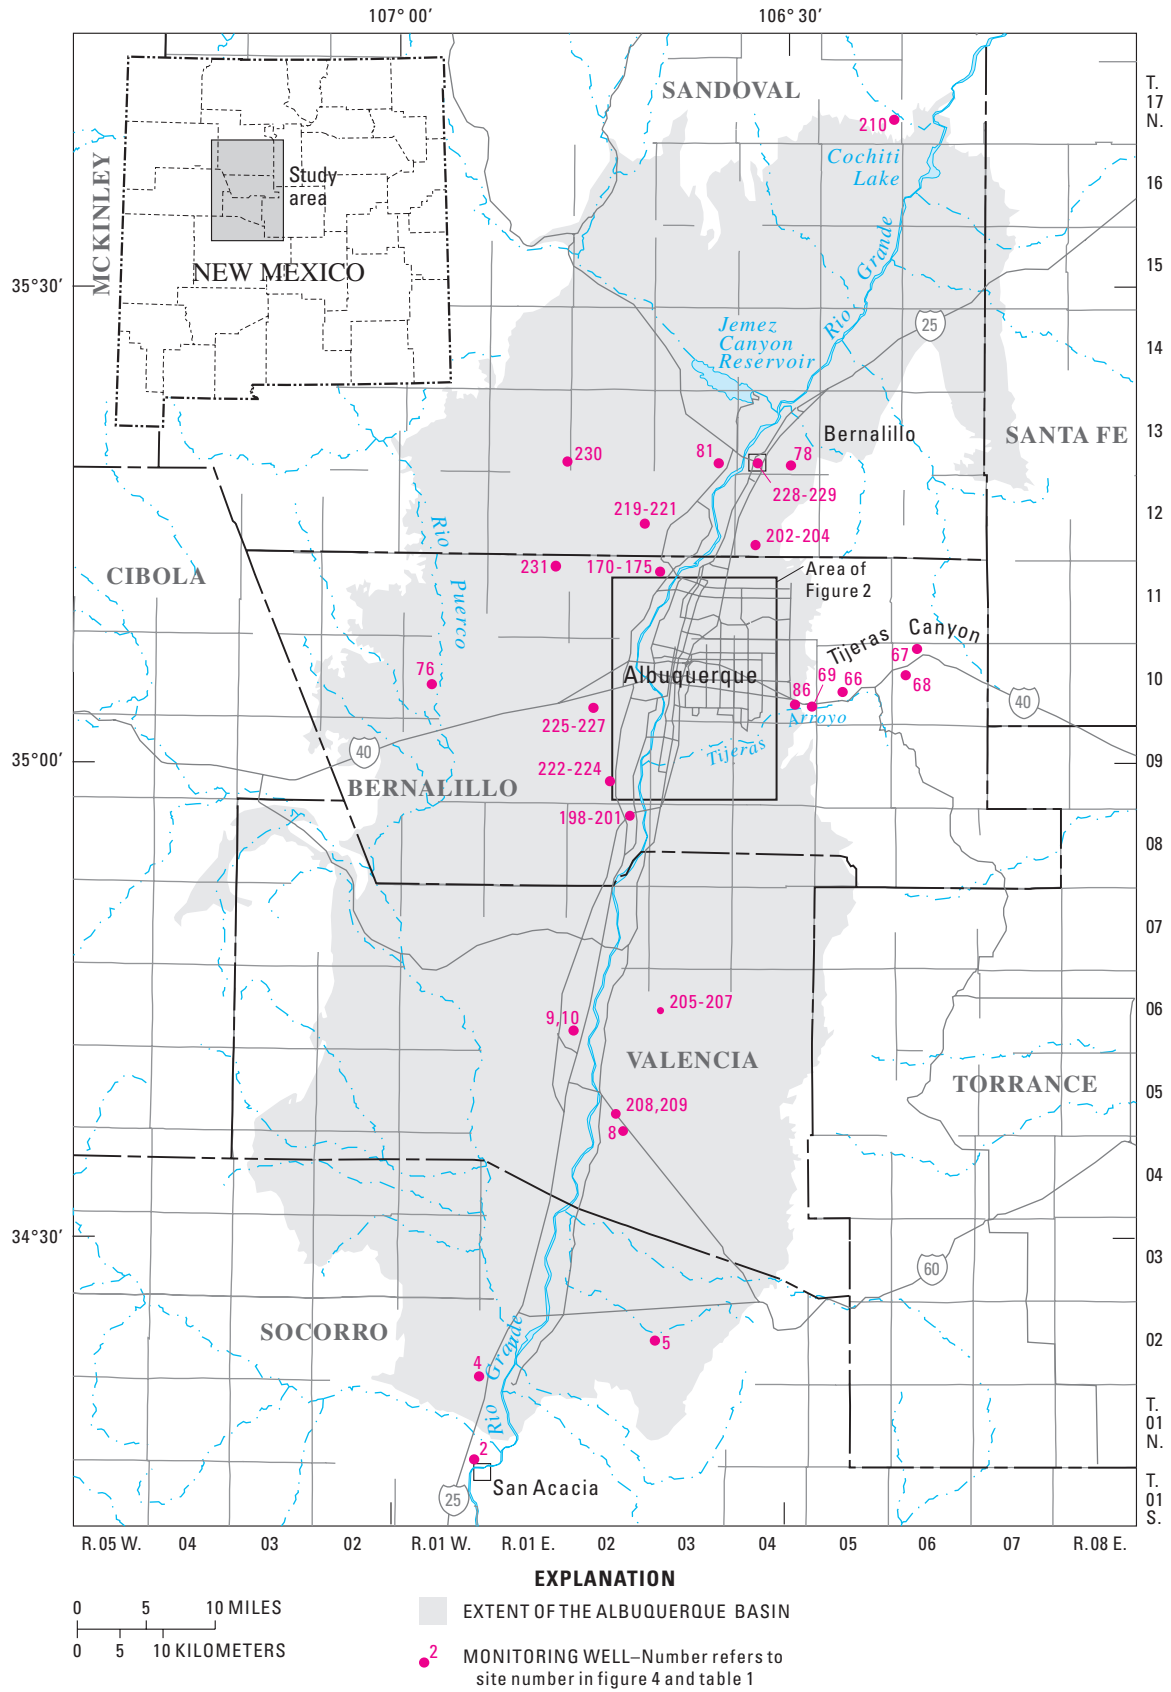 107° 00′
106° 30′
SANDOVAL
T.
17
N.
210
Cochiti
Lake
MCKINLEY
Study
area
16
Rio Grande
NEW MEXICO
15
35° 30′
25
Jemez
Canyon
Reservoir
14
Bernalillo
SANTA FE
13
230
81
78
228-229
219-221
12
Rio Puerco
202-204
CIBOLA
231
170-175
Area of
Figure 2
11
Tijeras Canyon
67
76
Albuquerque
86
69
66
68
10
40
Arroyo
225-227
Tijeras
40
35° 00′
222-224
09
BERNALILLO
198-201
08
07
205-207
06
9,10
VALENCIA
TORRANCE
05
208,209
8
04
34° 30′
03
60
SOCORRO
Rio Grande
5
02
4
T.
01
N.
2
San Acacia
25
T.
01
S.
R. 05 W.
04
03
02
R. 01 W.
R. 01 E.
02
03
04
05
06
07
R. 08 E.
EXPLANATION
0 5 10 MILES
0 5 10 KILOMETERS
EXTENT OF THE ALBUQUERQUE BASIN
2
MONITORING WELL–Number refers to
site number in figure 4 and table 1